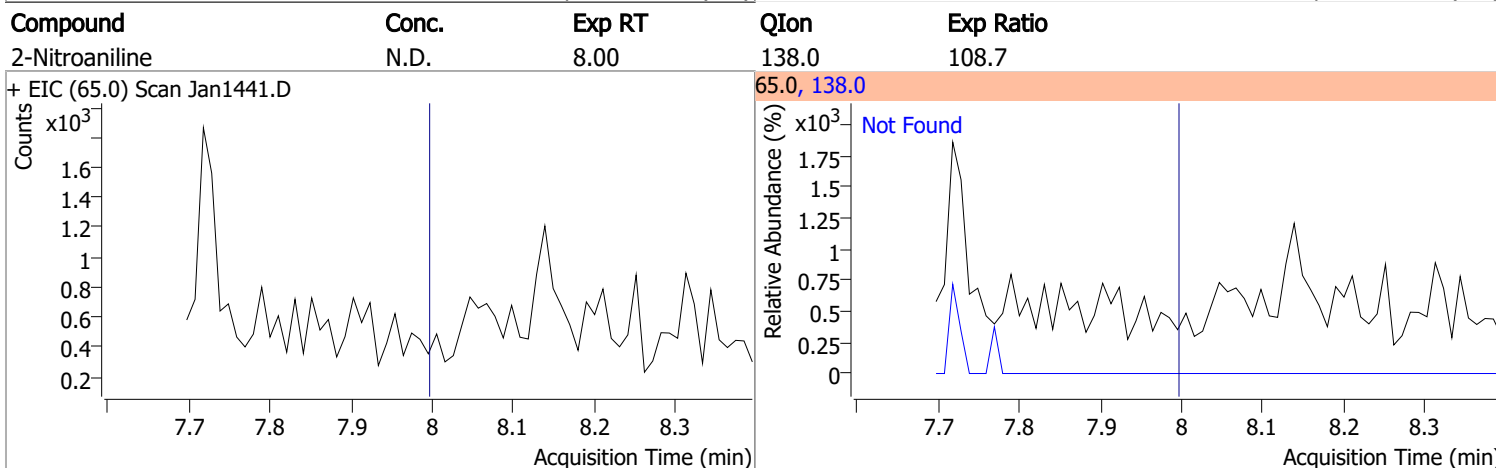 Compound Conc. Exp RT QIon Exp Ratio
2-Nitroaniline N.D. 8.00 138.0 108.7
+ EIC (65.0) Scan Jan1441.D
Counts
x10³
1.6
1.4
1.2
1
0.8
0.6
0.4
0.2
7.7 7.8 7.9 8 8.1 8.2 8.3
Acquisition Time (min)
65.0, 138.0
Relative Abundance (%)
x10³
Not Found
1.75
1.5
1.25
1
0.75
0.5
0.25
0
7.7 7.8 7.9 8 8.1 8.2 8.3
Acquisition Time (min)